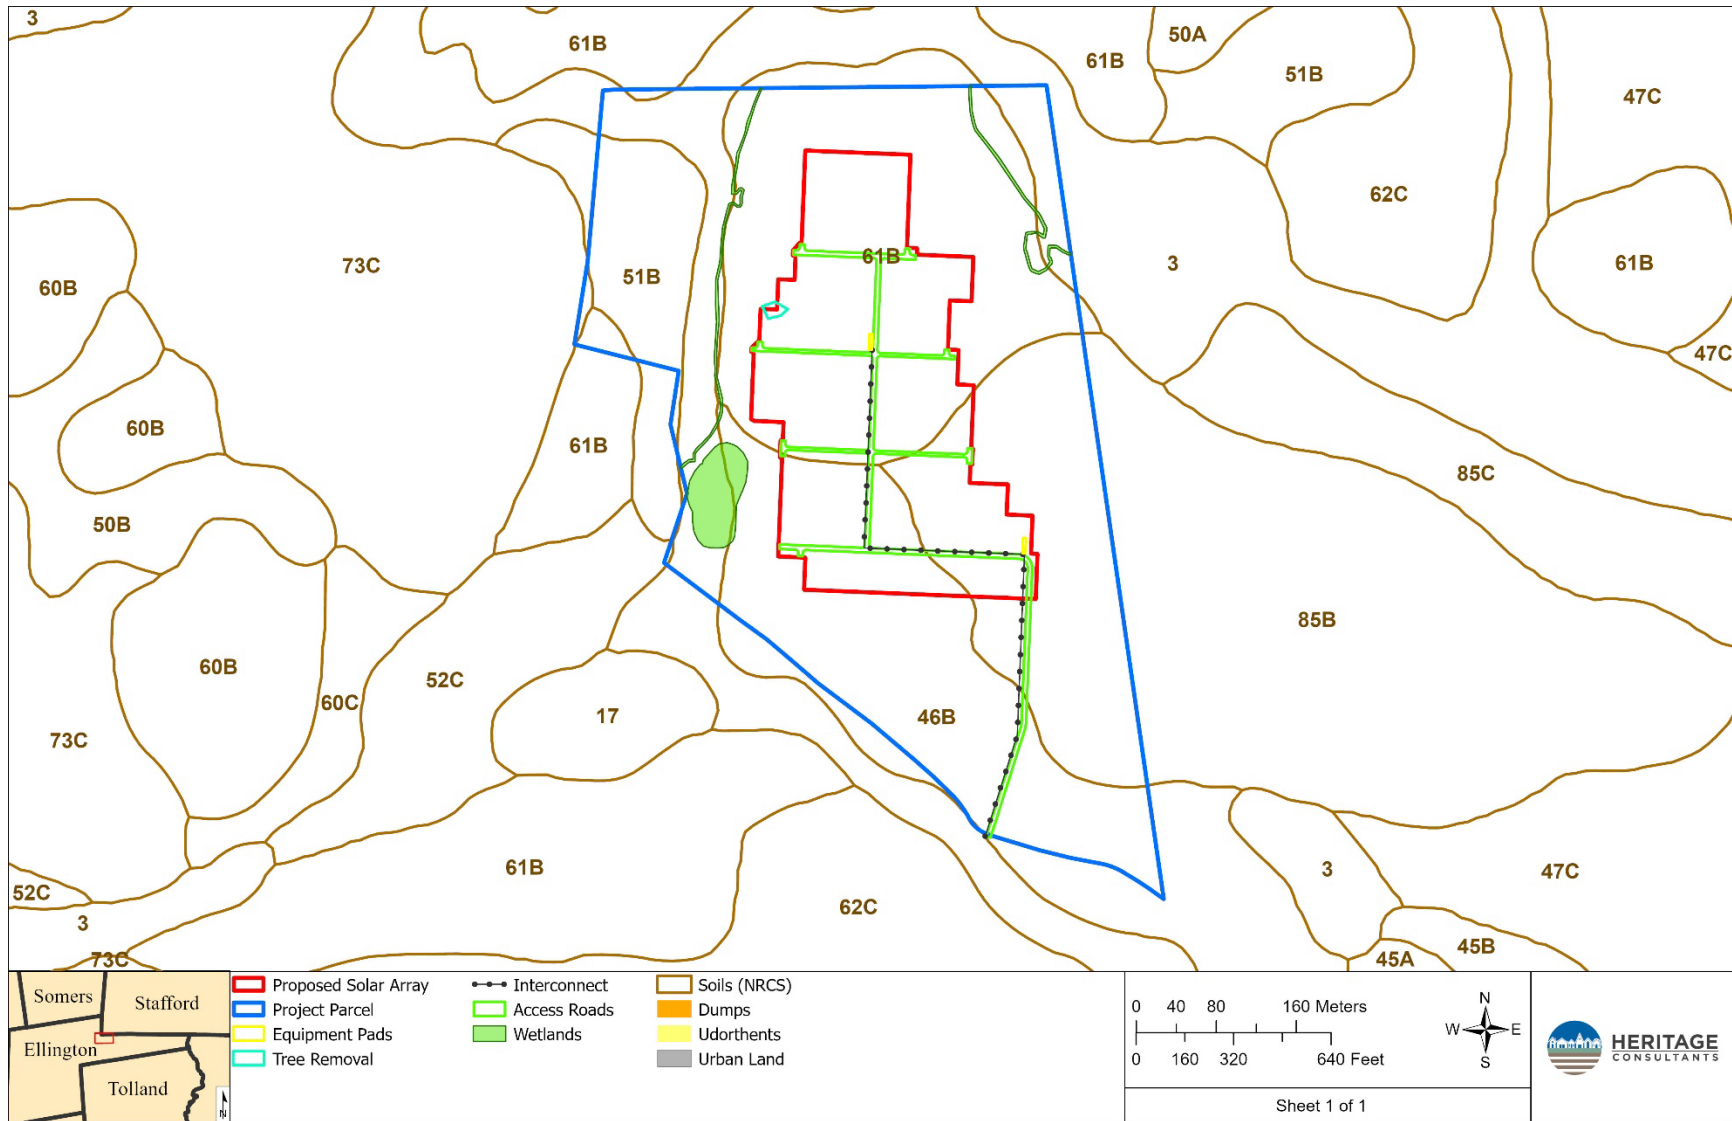 3
61B
50A
61B
51B
47C
62C
73C
51B
61B
3
61B
60B
47C
60B
61B
85C
50B
85B
60B
52C
60C
17
46B
73C
61B
3
47C
52C
62C
3
45B
73C
45A
Somers
Stafford
Ellington
Tolland
N
Proposed Solar Array
Project Parcel
Equipment Pads
Tree Removal
Interconnect
Access Roads
Wetlands
Soils (NRCS)
Dumps
Udorthents
Urban Land
0 40 80 160 Meters
0 160 320 640 Feet
N
W E
S
Sheet 1 of 1
HERITAGE
CONSULTANTS